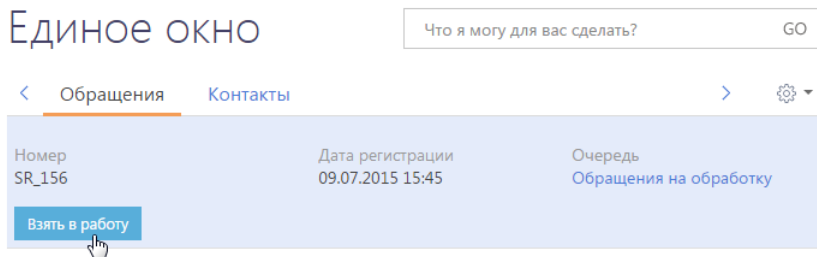 Единое окно
Что я могу для вас сделать? GO
Обращения Контакты
Номер Дата регистрации Очередь
SR_156 09.07.2015 15:45 Обращения на обработку
Взять в работу